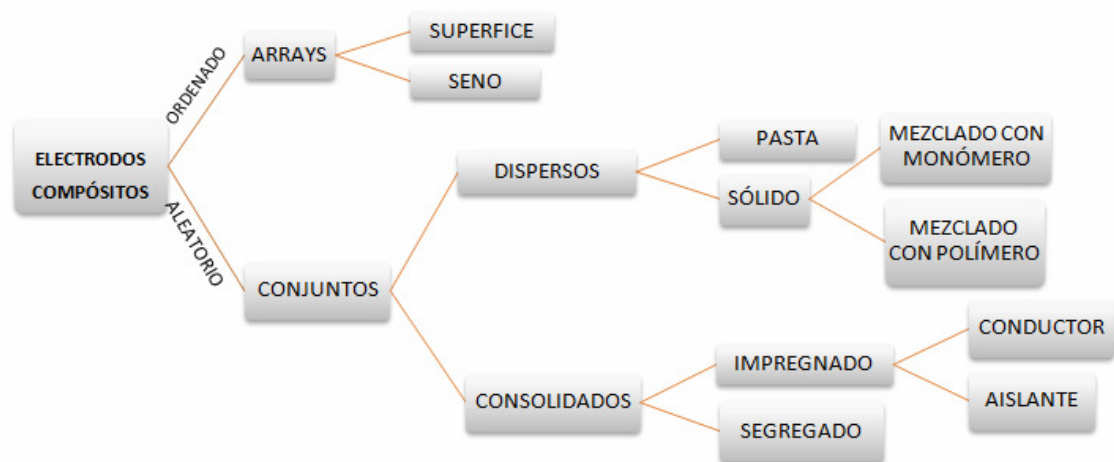 ELECTRODOS
COMPÓSITOS
ORDENADO
ALEATORIO
ARRAYS
SUPERFICE
SENO
CONJUNTOS
DISPERSOS
PASTA
SÓLIDO
MEZCLADO CON
MONÓMERO
MEZCLADO
CON POLÍMERO
CONSOLIDADOS
IMPREGNADO
CONDUCTOR
AISLANTE
SEGREGADO